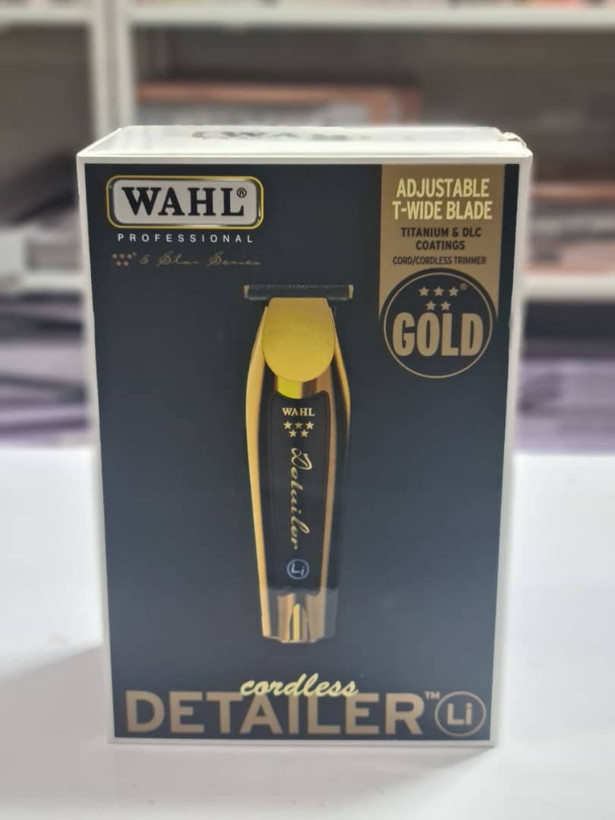 WAHL
WAHL®
PROFESSIONAL
5 Star Series
ADJUSTABLE
T-WIDE BLADE
TITANIUM & DLC
COATINGS
CORD/CORDLESS TRIMMER
GOLD
WAHL
Detailer
Li
cordless
DETAILER™ Li